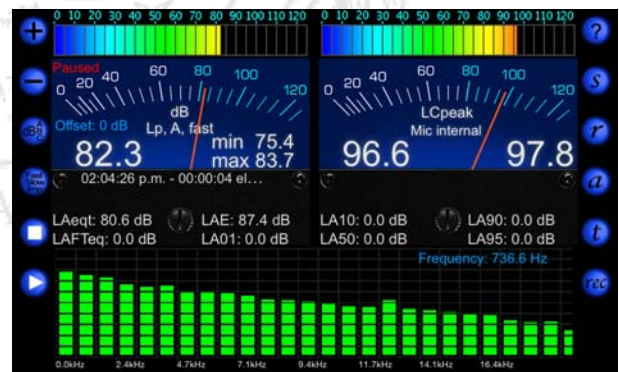 0 10 20 30 40 50 60 70 80 90 100 110 120
0 10 20 30 40 50 60 70 80 90 100 110 120
+
?
Paused
0 20 40 60 80 100 120
dB
Lp, A, fast
Offset: 0 dB
82.3
min 75.4
max 83.7
0 20 40 60 80 100 120
LCpeak
Mic internal
96.6
97.8
−
s
r
02:04:26 p.m. - 00:00:04 el...
a
LAeqt: 80.6 dB
LAE: 87.4 dB
LA10: 0.0 dB
LA90: 0.0 dB
LAFTeq: 0.0 dB
LA01: 0.0 dB
LA50: 0.0 dB
LA95: 0.0 dB
t
Frequency: 736.6 Hz
rec
0.0kHz 2.4kHz 4.7kHz 7.1kHz 9.4kHz 11.7kHz 14.1kHz 16.4kHz